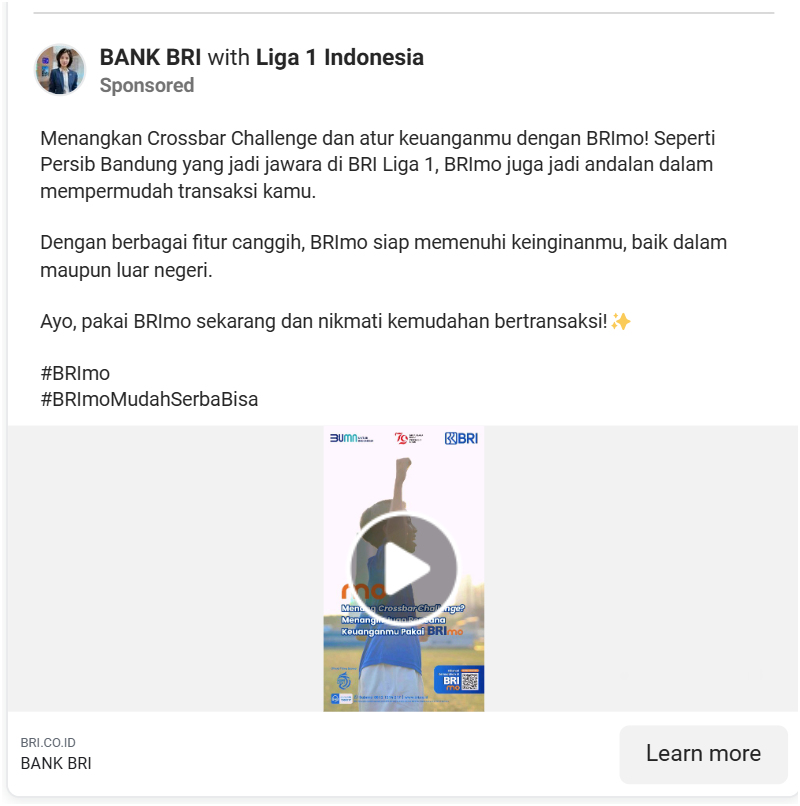 BANK BRI with Liga 1 Indonesia
Sponsored
Menangkan Crossbar Challenge dan atur keuanganmu dengan BRImo! Seperti
Persib Bandung yang jadi jawara di BRI Liga 1, BRImo juga jadi andalan dalam
mempermudah transaksi kamu.
Dengan berbagai fitur canggih, BRImo siap memenuhi keinginanmu, baik dalam
maupun luar negeri.
Ayo, pakai BRImo sekarang dan nikmati kemudahan bertransaksi!✨
#BRImo
#BRImoMudahSerbaBisa
BUMN
79
BRI
mo
Menang Crossbar Challenge?
Keuanganmu Pakai BRImo
BRI
mo
BRI.CO.ID
BANK BRI
Learn more